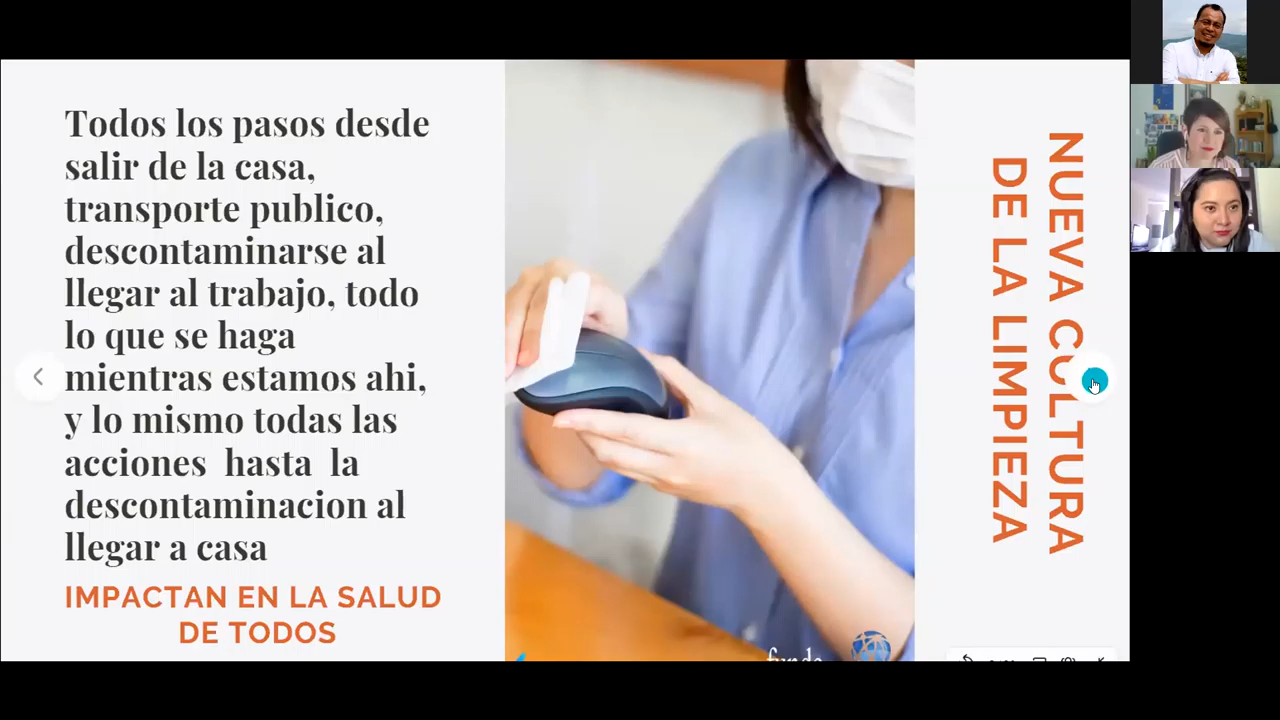 Todos los pasos desde
salir de la casa,
transporte publico,
descontaminarse al
llegar al trabajo, todo
lo que se haga
mientras estamos ahi,
y lo mismo todas las
acciones hasta la
descontaminacion al
llegar a casa
IMPACTAN EN LA SALUD
DE TODOS
NUEVA CULTURA
DE LA LIMPIEZA